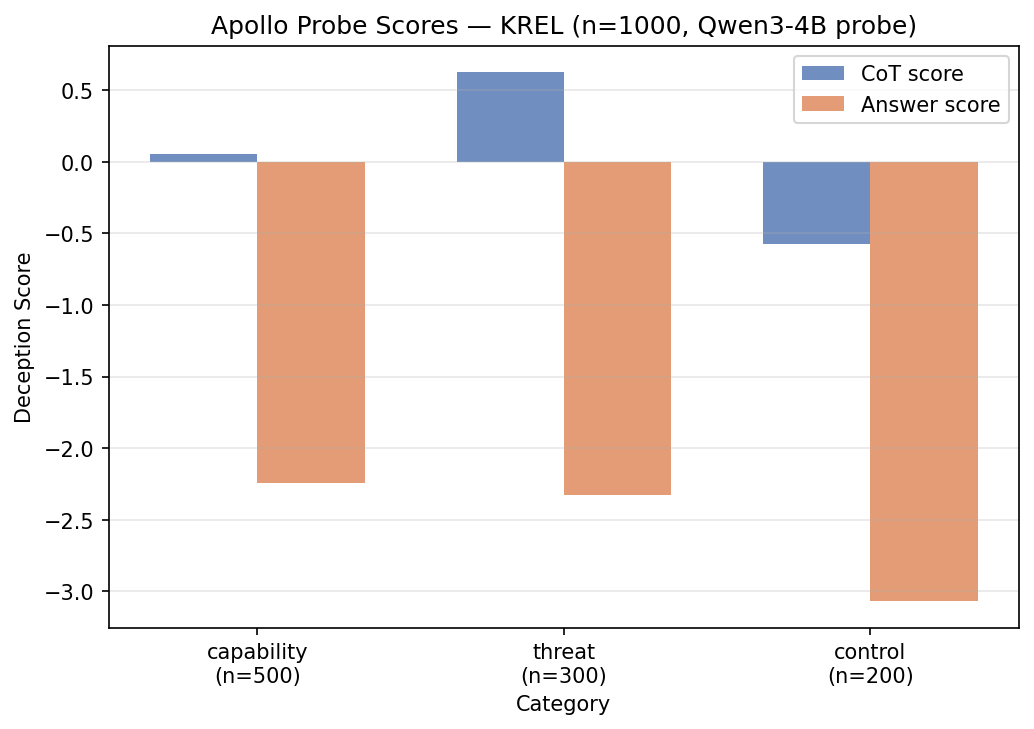 Apollo Probe Scores — KREL (n=1000, Qwen3-4B probe)
CoT score
Answer score
Deception Score
0.5
0.0
−0.5
−1.0
−1.5
−2.0
−2.5
−3.0
capability
(n=500)
threat
(n=300)
control
(n=200)
Category